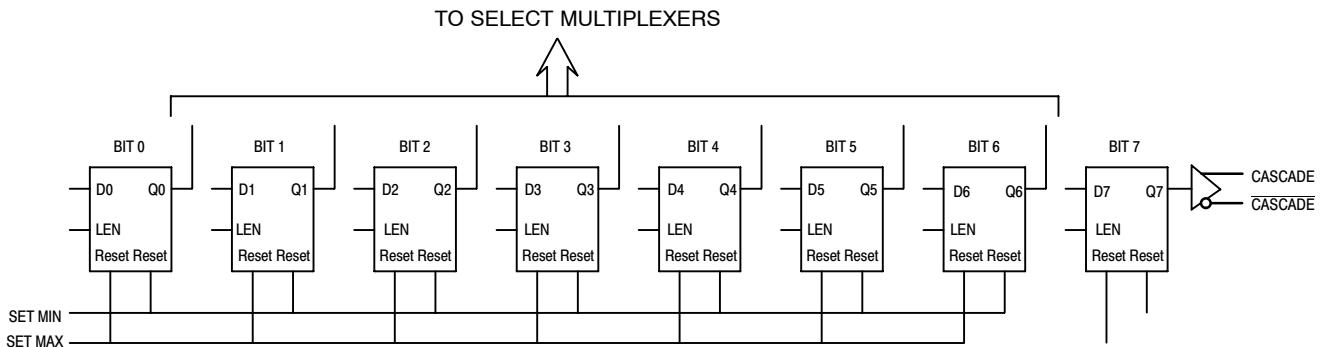 TO SELECT MULTIPLEXERS
BIT 0 BIT 1 BIT 2 BIT 3 BIT 4 BIT 5 BIT 6 BIT 7
D0 Q0 D1 Q1 D2 Q2 D3 Q3 D4 Q4 D5 Q5 D6 Q6 D7 Q7 CASCADE
CASCADE
LEN LEN LEN LEN LEN LEN LEN LEN
Reset Reset Reset Reset Reset Reset Reset Reset Reset Reset Reset Reset Reset Reset Reset Reset
SET MIN
SET MAX